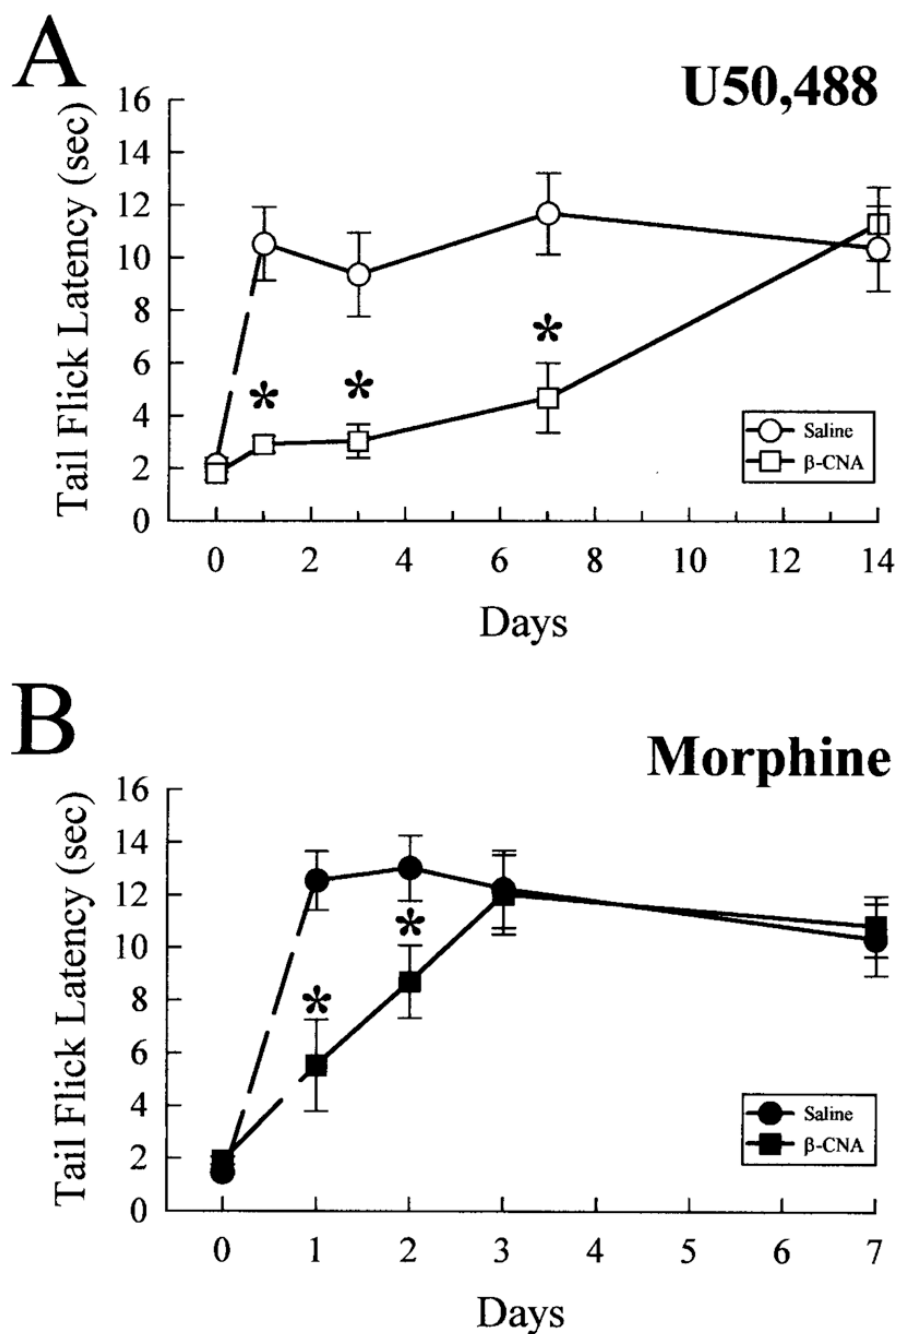 A
U50,488
Tail Flick Latency (sec)
16
14
12
10
8
6
4
2
0
*
*
*
Saline
β-CNA
0 2 4 6 8 10 12 14
Days
B
Morphine
Tail Flick Latency (sec)
16
14
12
10
8
6
4
2
0
*
*
Saline
β-CNA
0 1 2 3 4 5 6 7
Days